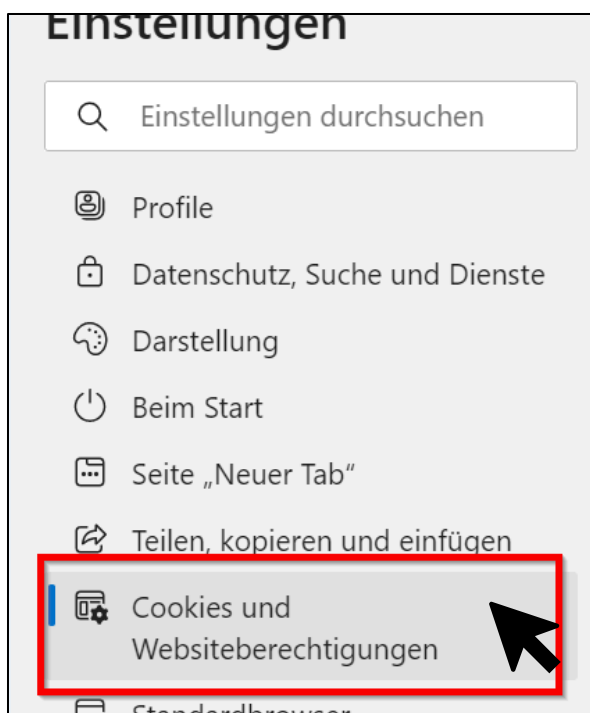 Einstellungen
Einstellungen durchsuchen
Profile
Datenschutz, Suche und Dienste
Darstellung
Beim Start
Seite „Neuer Tab"
Teilen, kopieren und einfügen
Cookies und
Websiteberechtigungen
Standardbrowser